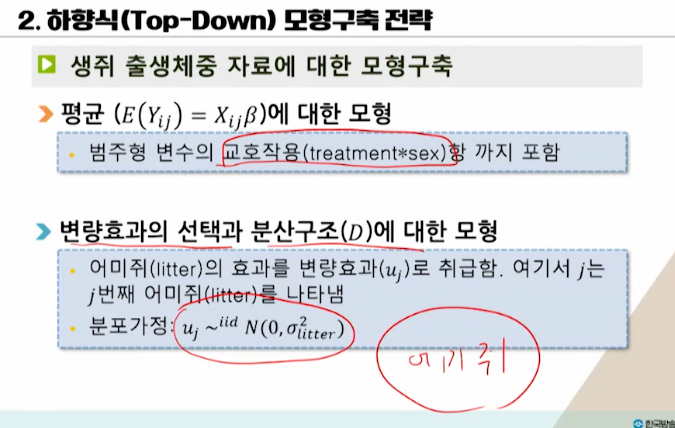 2. 하향식(Top-Down) 모형구축 전략
생쥐 출생체중 자료에 대한 모형구축
평균 (E(Y_{ij}) = X_{ij}β)에 대한 모형
범주형 변수의 교호작용(treatment*sex)항 까지 포함
변량효과의 선택과 분산구조(D)에 대한 모형
어미쥐(litter)의 효과를 변량효과(u_j)로 취급함. 여기서 j는
j번째 어미쥐(litter)를 나타냄
분포가정: u_j ~^{iid} N(0, σ²_{litter})
어미쥐
한국방송